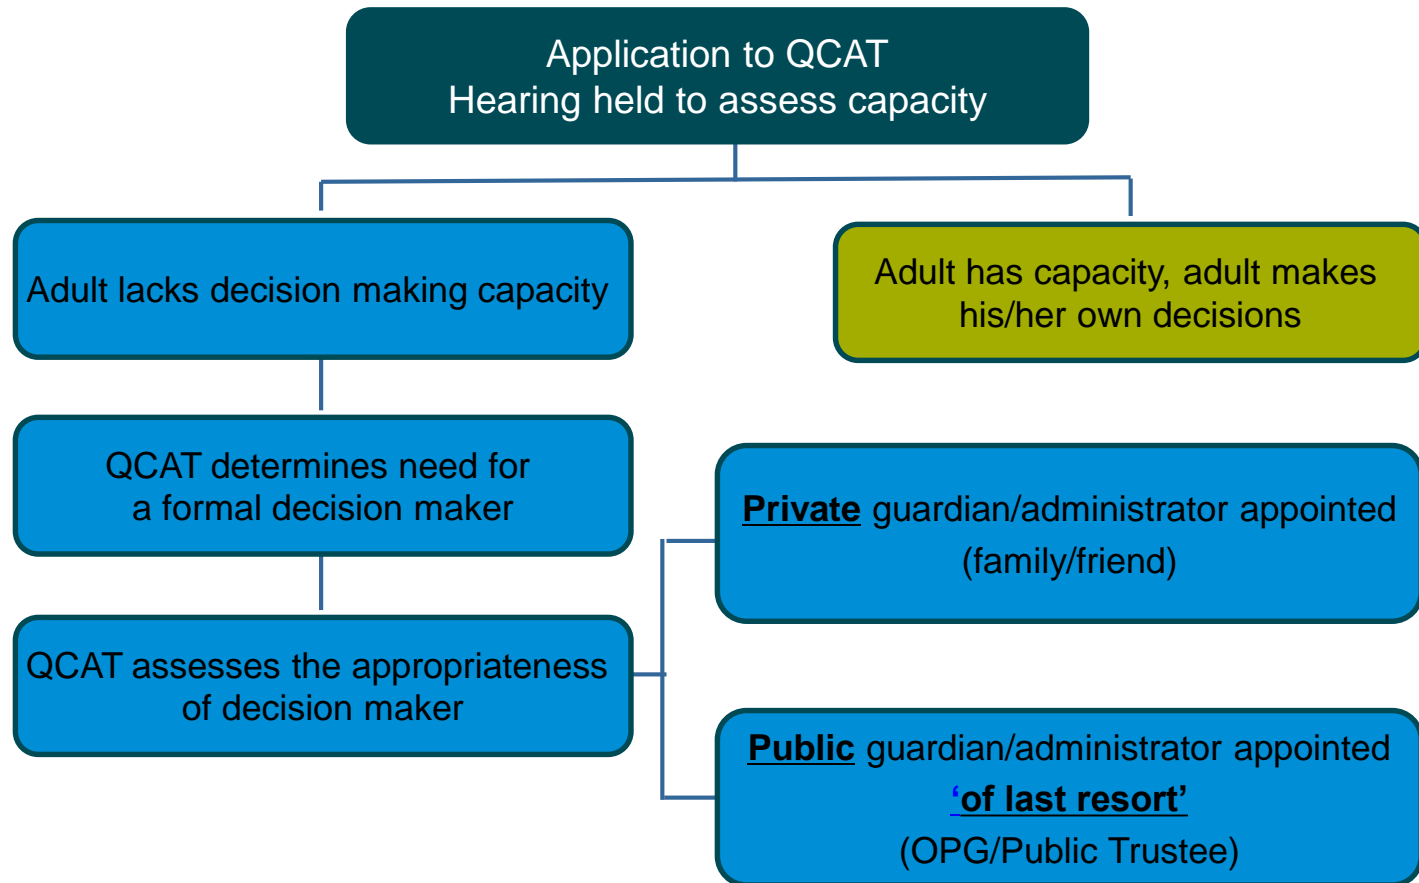 Application to QCAT
Hearing held to assess capacity
Adult lacks decision making capacity
Adult has capacity, adult makes
his/her own decisions
QCAT determines need for
a formal decision maker
Private guardian/administrator appointed
(family/friend)
QCAT assesses the appropriateness
of decision maker
Public guardian/administrator appointed
‘of last resort’
(OPG/Public Trustee)